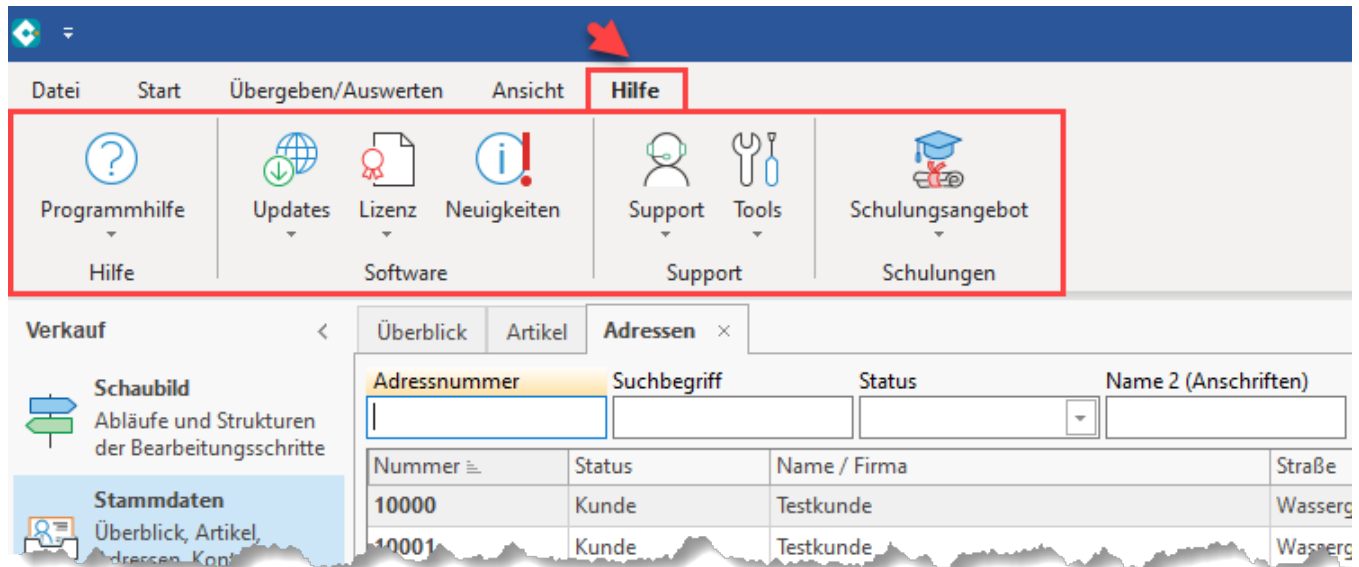 Datei Start Übergeben/Auswerten Ansicht Hilfe
Programmhilfe Updates Lizenz Neuigkeiten Support Tools Schulungsangebot
Hilfe Software Support Schulungen
Verkauf
Schaubild
Abläufe und Strukturen
der Bearbeitungsschritte
Stammdaten
Überblick, Artikel,
Überblick Artikel Adressen
Adressnummer Suchbegriff Status Name 2 (Anschriften)
Nummer Status Name / Firma Straße
10000 Kunde Testkunde
10001 Kunde Testkunde